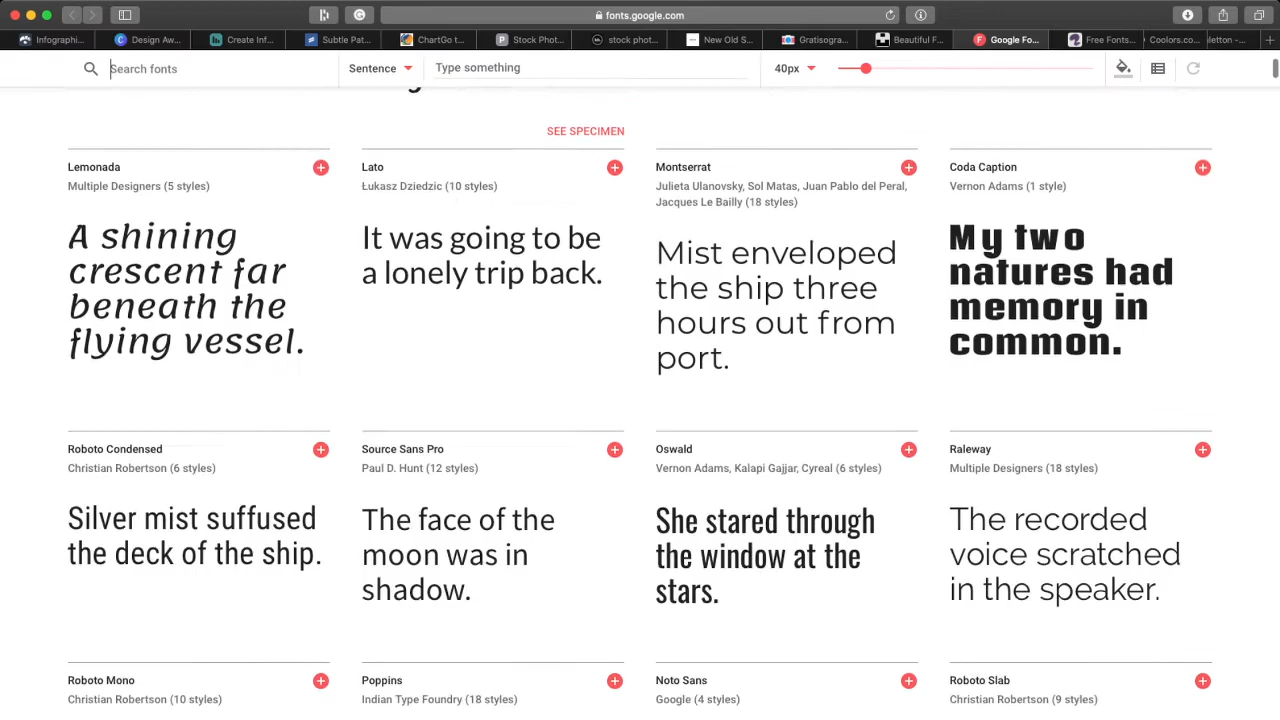 fonts.google.com
Infographi...
Design Aw...
Create Inf...
Subtle Pat...
ChartGo t...
Stock Phot...
stock phot...
New Old S...
Gratisogra...
Beautiful F...
Google Fo...
Free Fonts...
Coolors.co...
letton -...
Search fonts
Sentence
Type something
40px
SEE SPECIMEN
Lemonada
Multiple Designers (5 styles)
A shining
crescent far
beneath the
flying vessel.
Lato
Łukasz Dziedzic (10 styles)
It was going to be
a lonely trip back.
Montserrat
Julieta Ulanovsky, Sol Matas, Juan Pablo del Peral,
Jacques Le Bailly (18 styles)
Mist enveloped
the ship three
hours out from
port.
Coda Caption
Vernon Adams (1 style)
My two
natures had
memory in
common.
Roboto Condensed
Christian Robertson (6 styles)
Silver mist suffused
the deck of the ship.
Source Sans Pro
Paul D. Hunt (12 styles)
The face of the
moon was in
shadow.
Oswald
Vernon Adams, Kalapi Gajjar, Cyreal (6 styles)
She stared through
the window at the
stars.
Raleway
Multiple Designers (18 styles)
The recorded
voice scratched
in the speaker.
Roboto Mono
Christian Robertson (10 styles)
Poppins
Indian Type Foundry (18 styles)
Noto Sans
Google (4 styles)
Roboto Slab
Christian Robertson (9 styles)